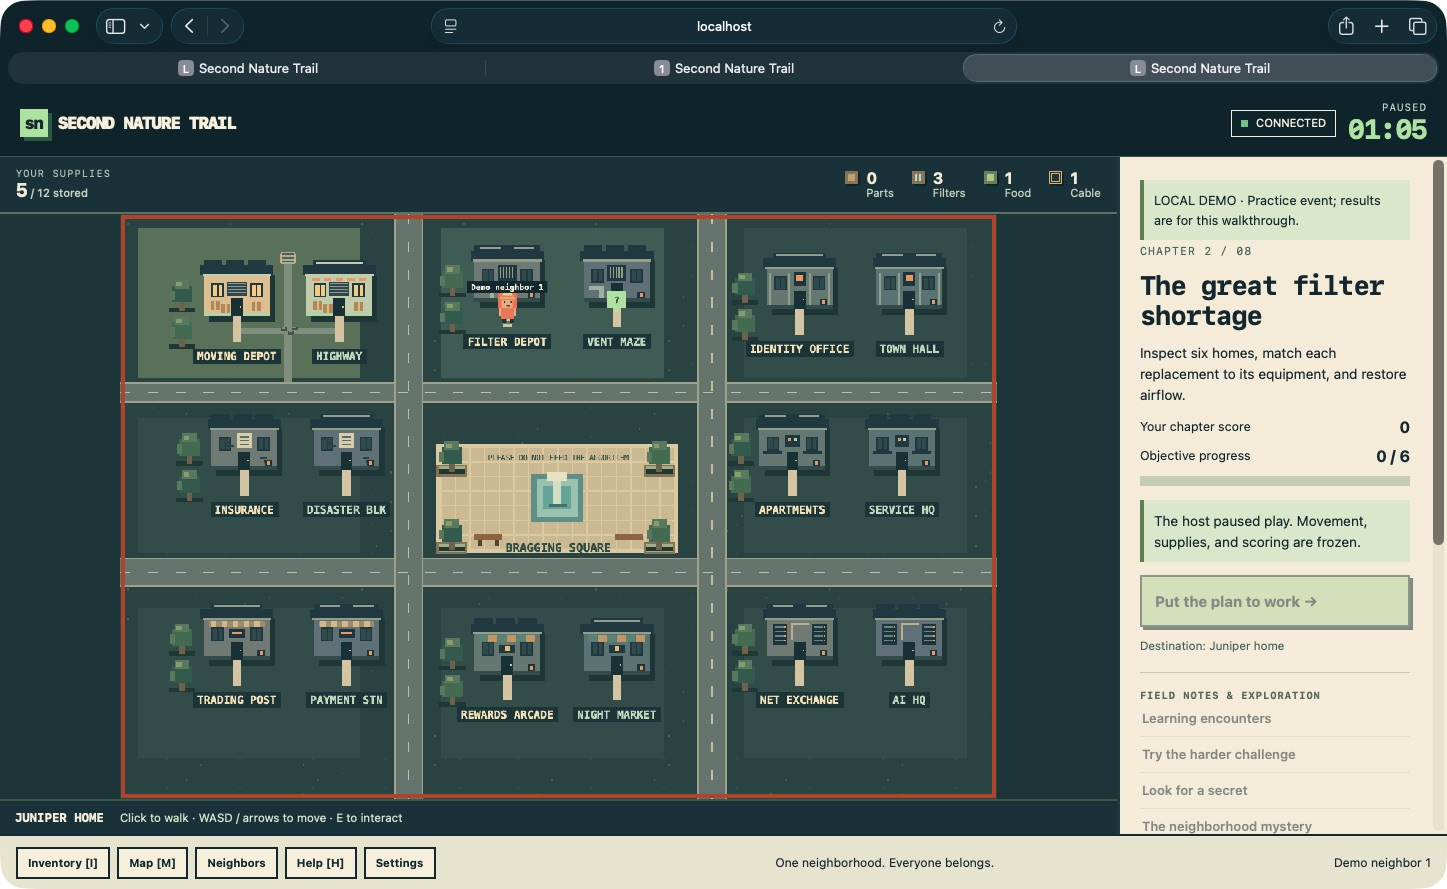 localhost
L Second Nature Trail
1 Second Nature Trail
L Second Nature Trail
sn SECOND NATURE TRAIL
CONNECTED
PAUSED
01:05
YOUR SUPPLIES
5 / 12 stored
0 Parts
3 Filters
1 Food
1 Cable
Demo neighbor 1
?
MOVING DEPOT
HIGHWAY
FILTER DEPOT
VENT MAZE
IDENTITY OFFICE
TOWN HALL
PLEASE DO NOT FEED THE ALGORITHM
INSURANCE
DISASTER BLK
BRAGGING SQUARE
APARTMENTS
SERVICE HQ
TRADING POST
PAYMENT STN
REWARDS ARCADE
NIGHT MARKET
NET EXCHANGE
AI HQ
JUNIPER HOME
Click to walk · WASD / arrows to move · E to interact
LOCAL DEMO · Practice event; results
are for this walkthrough.
CHAPTER 2 / 08
The great filter
shortage
Inspect six homes, match each
replacement to its equipment, and restore
airflow.
Your chapter score 0
Objective progress 0 / 6
The host paused play. Movement,
supplies, and scoring are frozen.
Put the plan to work →
Destination: Juniper home
FIELD NOTES & EXPLORATION
Learning encounters
Try the harder challenge
Look for a secret
The neighborhood mystery
Inventory [I]
Map [M]
Neighbors
Help [H]
Settings
One neighborhood. Everyone belongs.
Demo neighbor 1